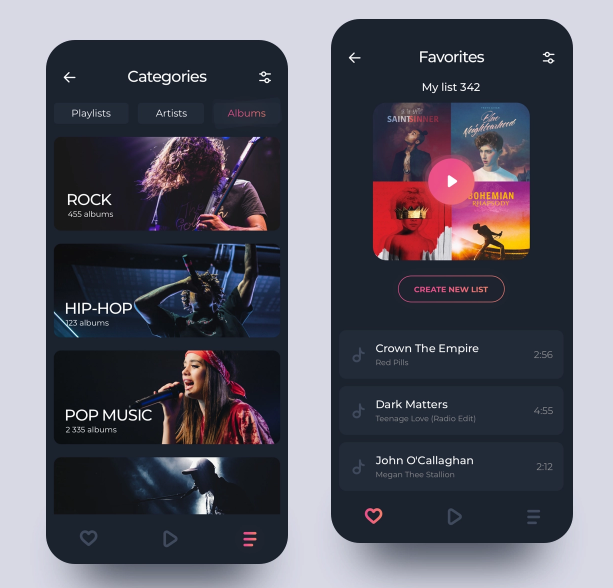 Categories
Playlists
Artists
Albums
ROCK
455 albums
HIP-HOP
123 albums
POP MUSIC
2 335 albums
Favorites
My list 342
SAINTSINNER
Blue
Neighbourhood
BOHEMIAN
RHAPSODY
CREATE NEW LIST
Crown The Empire
2:56
Red Pills
Dark Matters
4:55
Teenage Love (Radio Edit)
John O'Callaghan
2:12
Megan Thee Stallion